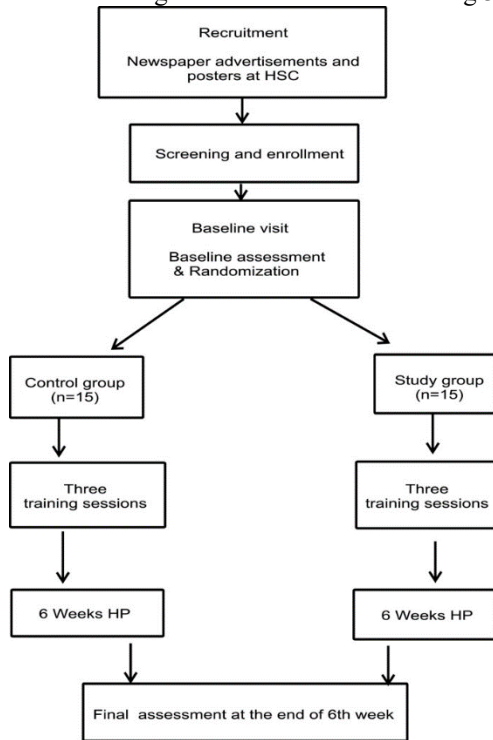 Recruitment
Newspaper advertisements and
posters at HSC
Screening and enrollment
Baseline visit
Baseline assessment
& Randomization
Control group
(n=15)
Study group
(n=15)
Three
training sessions
Three
training sessions
6 Weeks HP
6 Weeks HP
Final assessment at the end of 6th week